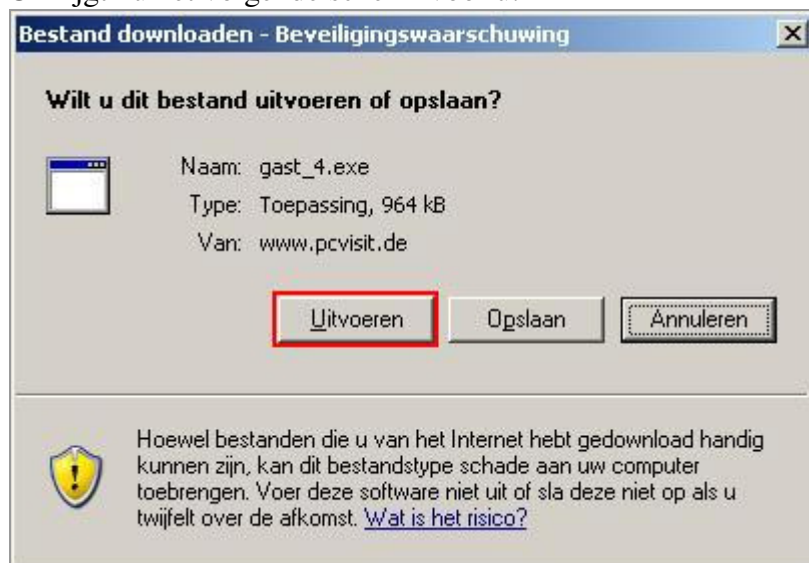 Bestand downloaden - Beveiligingswaarschuwing
Wilt u dit bestand uitvoeren of opslaan?
Naam: gast_4.exe
Type: Toepassing, 964 kB
Van: www.pcvisit.de
Uitvoeren Opslaan Annuleren
Hoewel bestanden die u van het Internet hebt gedownload handig
kunnen zijn, kan dit bestandstype schade aan uw computer
toebrengen. Voer deze software niet uit of sla deze niet op als u
twijfelt over de afkomst. Wat is het risico?